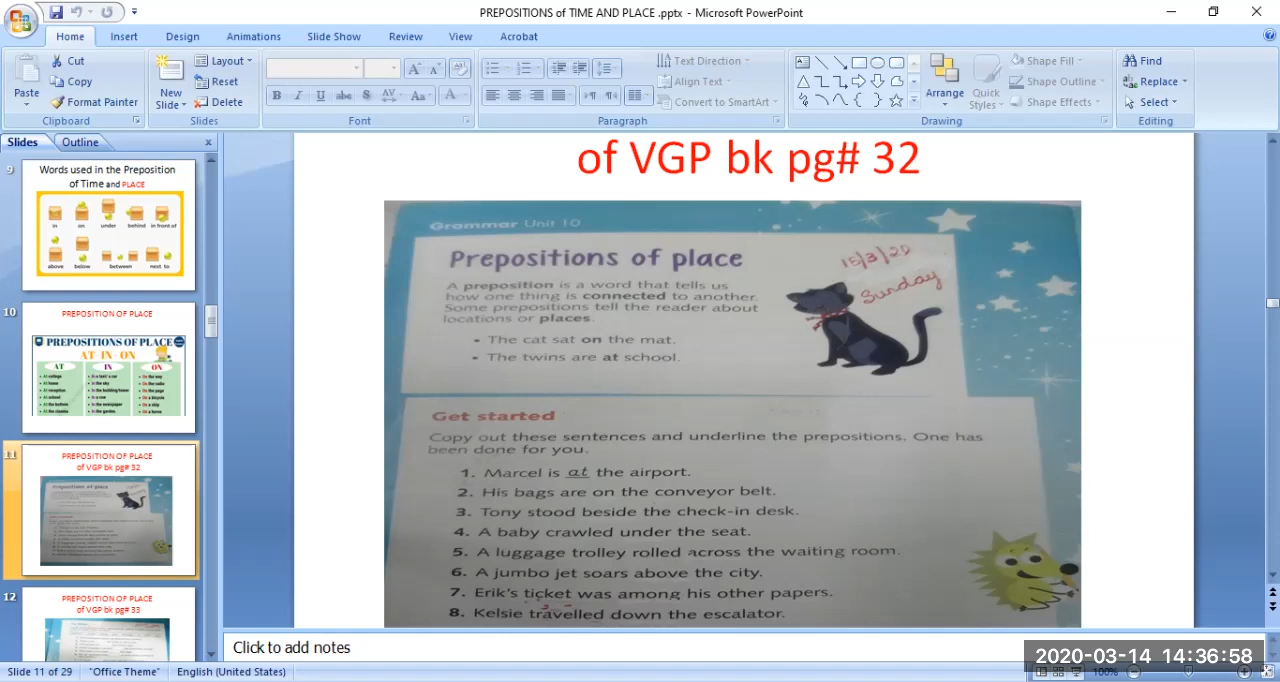 PREPOSITIONS of TIME AND PLACE .pptx - Microsoft PowerPoint
Home Insert Design Animations Slide Show Review View Acrobat
Paste
Cut
Copy
Format Painter
Clipboard
New
Slide
Layout
Reset
Delete
Slides
Font
Paragraph
Text Direction
Align Text
Convert to SmartArt
Arrange
Quick
Styles
Shape Fill
Shape Outline
Shape Effects
Drawing
Find
Replace
Select
Editing
Slides Outline
9
Words used in the Preposition
of Time and PLACE
in on under behind in front of
above below between next to
10
PREPOSITION OF PLACE
PREPOSITIONS OF PLACE
AT - IN - ON
AT IN ON
11
PREPOSITION OF PLACE
of VGP bk pg# 32
Prepositions of place
12
PREPOSITION OF PLACE
of VGP bk pg# 33
of VGP bk pg# 32
Grammar Unit 10
Prepositions of place
15/3/20
Sunday
A preposition is a word that tells us
how one thing is connected to another.
Some prepositions tell the reader about
locations or places.
• The cat sat on the mat.
• The twins are at school.
Get started
Copy out these sentences and underline the prepositions. One has
been done for you.
1. Marcel is at the airport.
2. His bags are on the conveyor belt.
3. Tony stood beside the check-in desk.
4. A baby crawled under the seat.
5. A luggage trolley rolled across the waiting room.
6. A jumbo jet soars above the city.
7. Erik's ticket was among his other papers.
8. Kelsie travelled down the escalator.
Click to add notes
2020-03-14 14:36:58
Slide 11 of 29 "Office Theme" English (United States) 100%